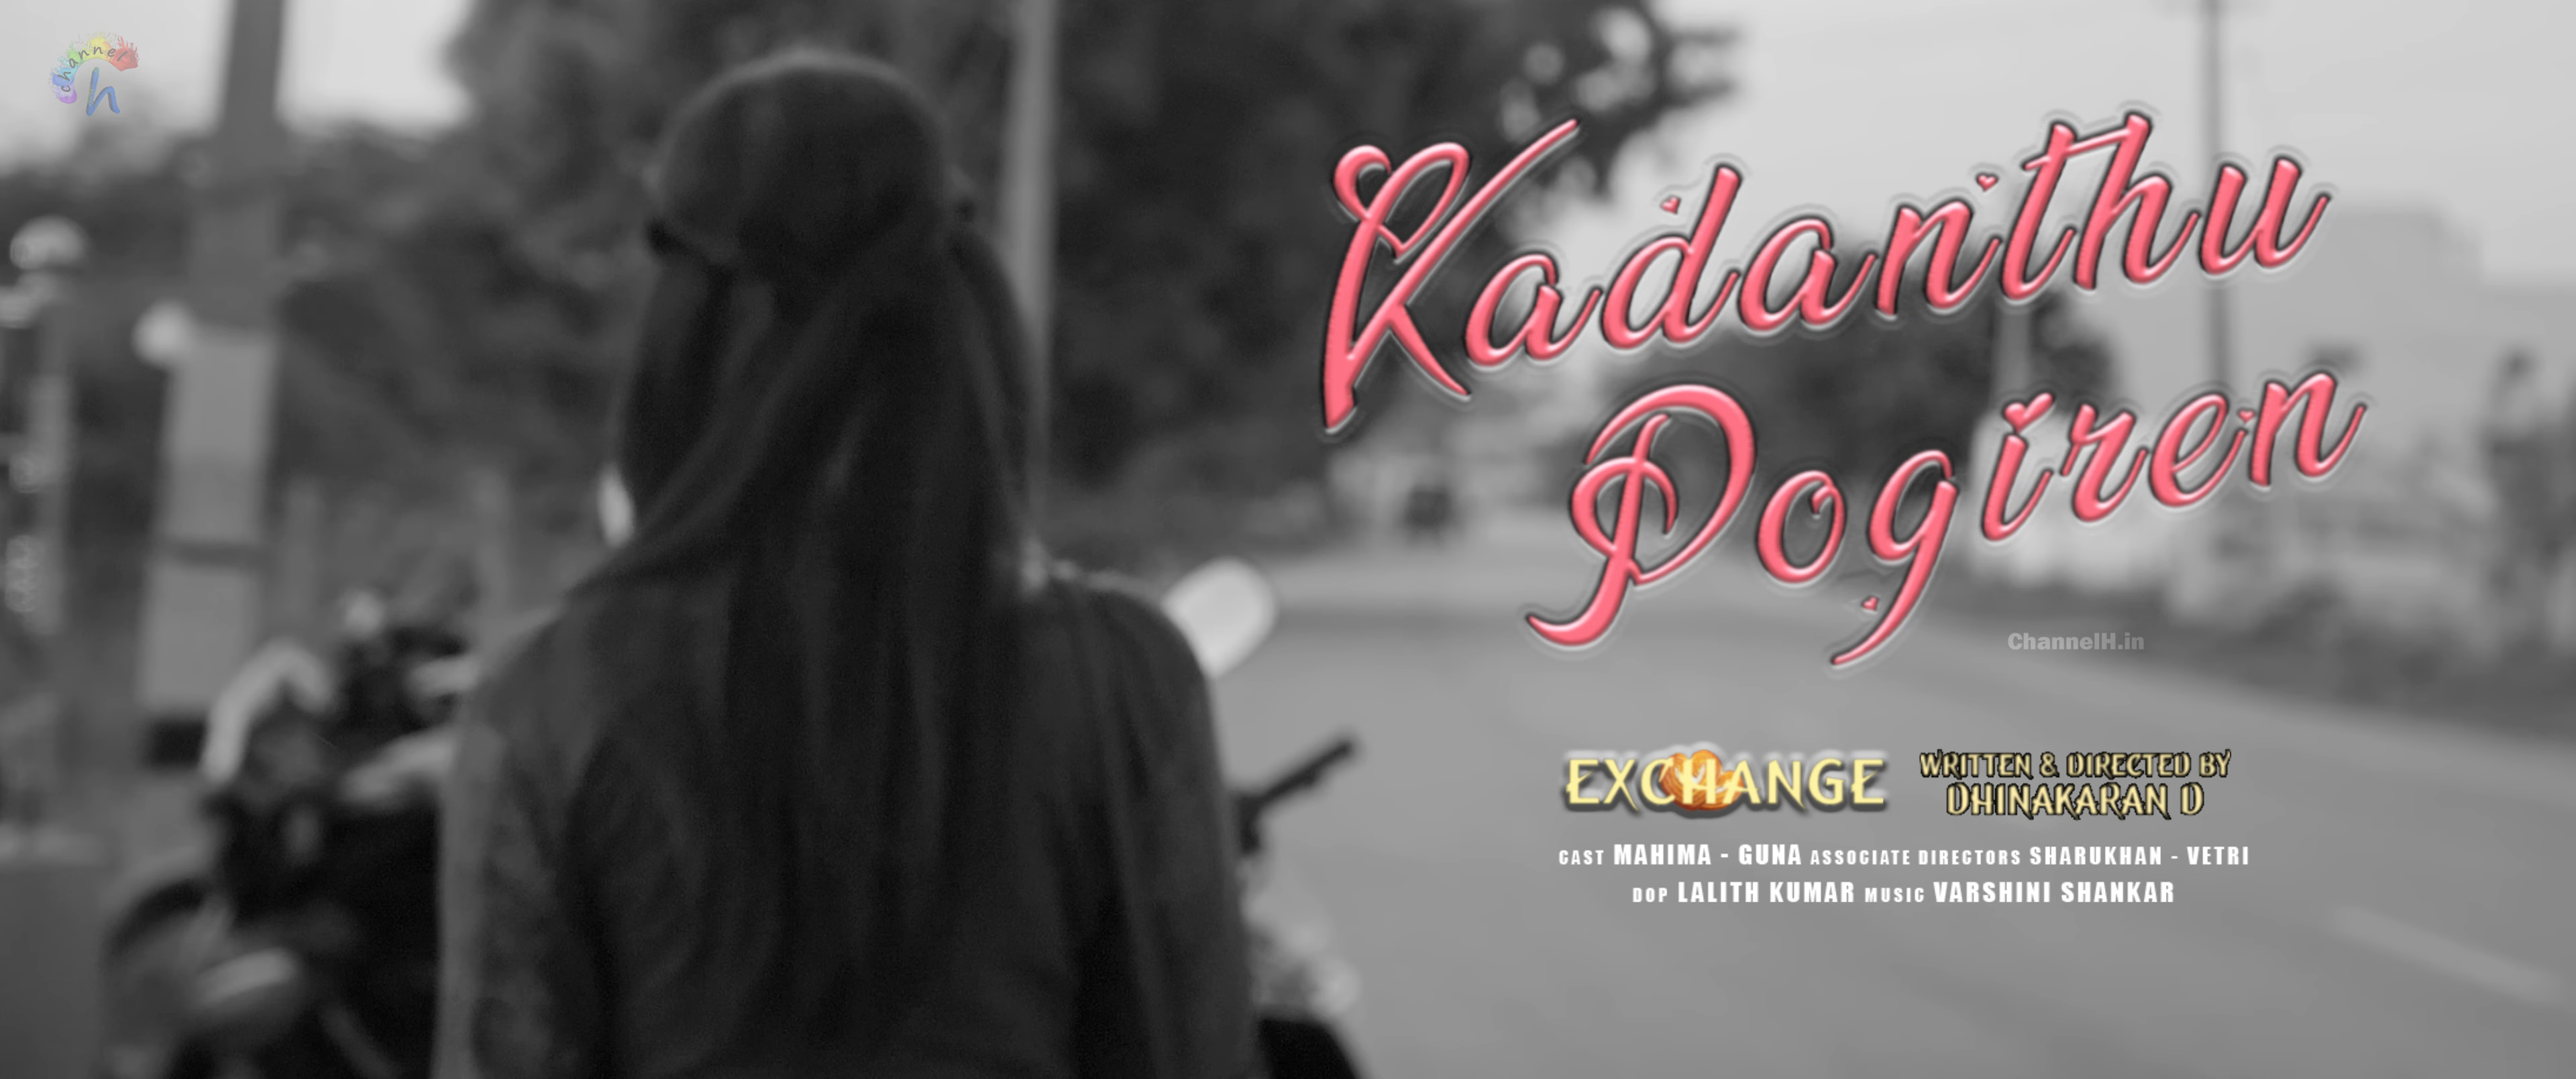 channel
h
Kadanthu
Pogiren
ChannelH.in
EXCHANGE
WRITTEN & DIRECTED BY
DHINAKARAN D
CAST MAHIMA - GUNA ASSOCIATE DIRECTORS SHARUKHAN - VETRI
DOP LALITH KUMAR MUSIC VARSHINI SHANKAR